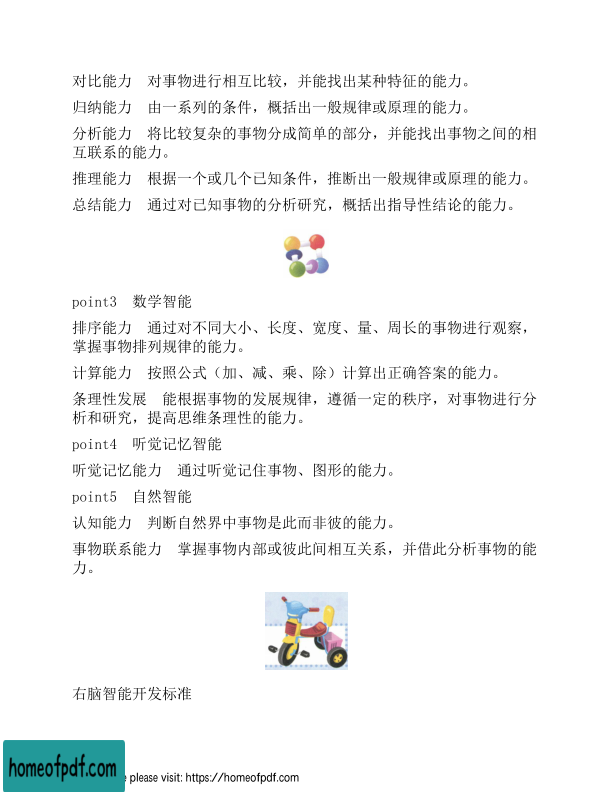 对比能力　对事物进行相互比较，并能找出某种特征的能力。
归纳能力　由一系列的条件，概括出一般规律或原理的能力。
分析能力　将比较复杂的事物分成简单的部分，并能找出事物之间的相
互联系的能力。
推理能力　根据一个或几个已知条件，推断出一般规律或原理的能力。
总结能力　通过对已知事物的分析研究，概括出指导性结论的能力。
point3　数学智能
排序能力　通过对不同大小、长度、宽度、量、周长的事物进行观察，
掌握事物排列规律的能力。
计算能力　按照公式（加、减、乘、除）计算出正确答案的能力。
条理性发展　能根据事物的发展规律，遵循一定的秩序，对事物进行分
析和研究，提高思维条理性的能力。
point4　听觉记忆智能
听觉记忆能力　通过听觉记住事物、图形的能力。
point5　自然智能
认知能力　判断自然界中事物是此而非彼的能力。
事物联系能力　掌握事物内部或彼此间相互关系，并借此分析事物的能
力。
右脑智能开发标准
homeofpdf.com
e please visit: https://homeofpdf.com